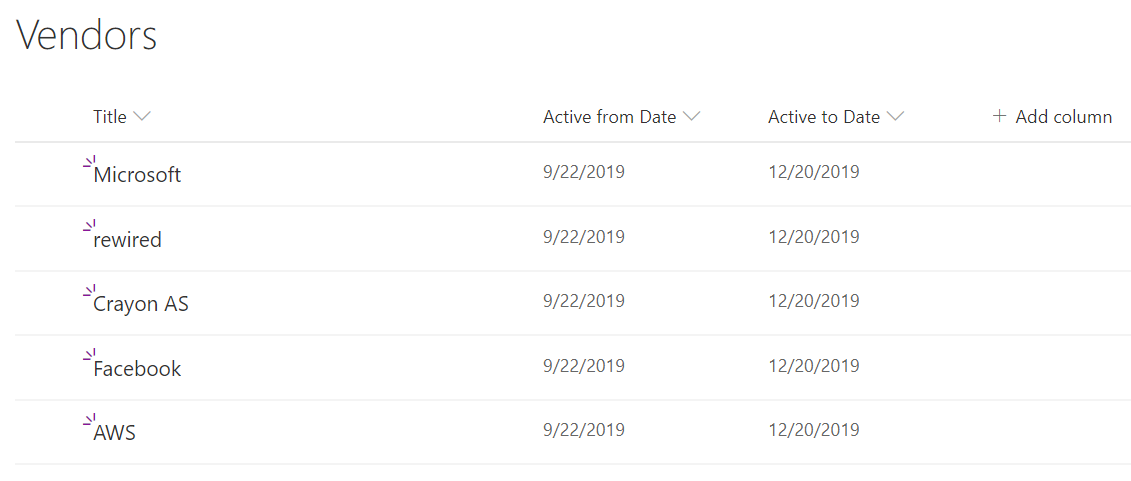 Vendors
Title Active from Date Active to Date + Add column
Microsoft 9/22/2019 12/20/2019
rewired 9/22/2019 12/20/2019
Crayon AS 9/22/2019 12/20/2019
Facebook 9/22/2019 12/20/2019
AWS 9/22/2019 12/20/2019